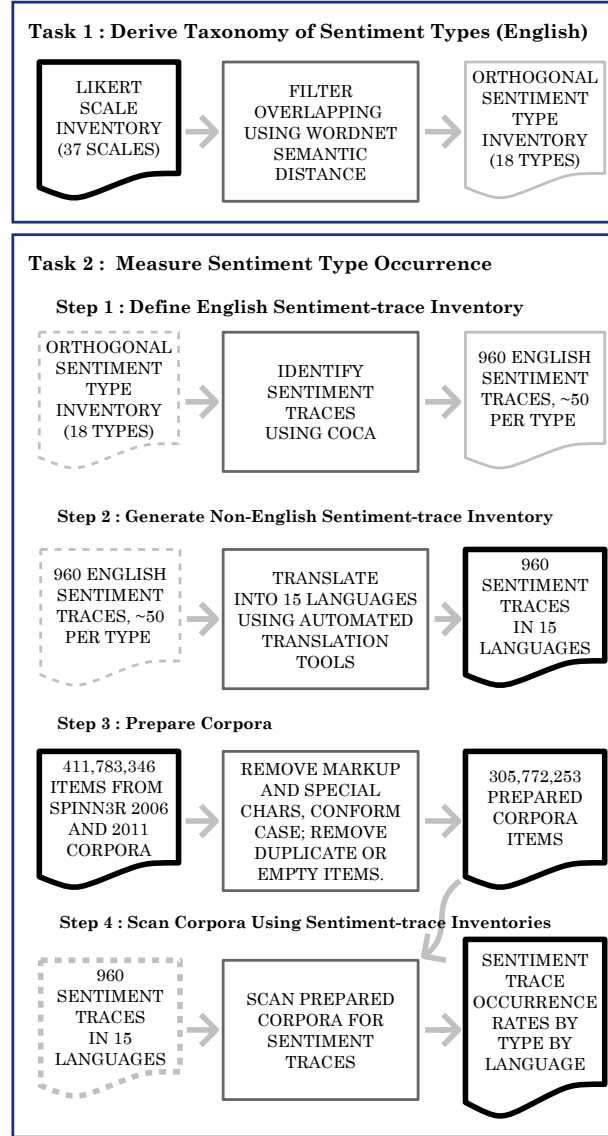 Task 1 : Derive Taxonomy of Sentiment Types (English)
LIKERT
SCALE
INVENTORY
(37 SCALES)
FILTER
OVERLAPPING
USING WORDNET
SEMANTIC
DISTANCE
ORTHOGONAL
SENTIMENT
TYPE
INVENTORY
(18 TYPES)
Task 2 :  Measure Sentiment Type Occurrence
Step 1 : Define English Sentiment-trace Inventory
ORTHOGONAL
SENTIMENT
TYPE
INVENTORY
(18 TYPES)
IDENTIFY
SENTIMENT
TRACES
USING COCA
960 ENGLISH
SENTIMENT
TRACES, ~50
PER TYPE
Step 2 : Generate Non-English Sentiment-trace Inventory
960 ENGLISH
SENTIMENT
TRACES, ~50
PER TYPE
TRANSLATE
INTO 15 LANGUAGES
USING AUTOMATED
TRANSLATION
TOOLS
960
SENTIMENT
TRACES
IN 15
LANGUAGES
Step 3 : Prepare Corpora
411,783,346
ITEMS FROM
SPINN3R 2006
AND 2011
CORPORA
REMOVE MARKUP
AND SPECIAL
CHARS, CONFORM
CASE; REMOVE
DUPLICATE OR
EMPTY ITEMS.
305,772,253
PREPARED
CORPORA
ITEMS
Step 4 : Scan Corpora Using Sentiment-trace Inventories
960
SENTIMENT
TRACES
IN 15
LANGUAGES
SCAN PREPARED
CORPORA FOR
SENTIMENT
TRACES
SENTIMENT
TRACE
OCCURRENCE
RATES BY
TYPE BY
LANGUAGE